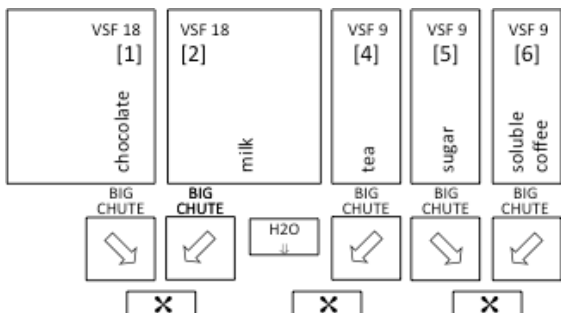 VSF 18
[1]
chocolate
VSF 18
[2]
milk
VSF 9
[4]
tea
VSF 9
[5]
sugar
VSF 9
[6]
soluble
coffee
BIG
CHUTE
BIG
CHUTE
H2O
⇓
BIG
CHUTE
BIG
CHUTE
BIG
CHUTE